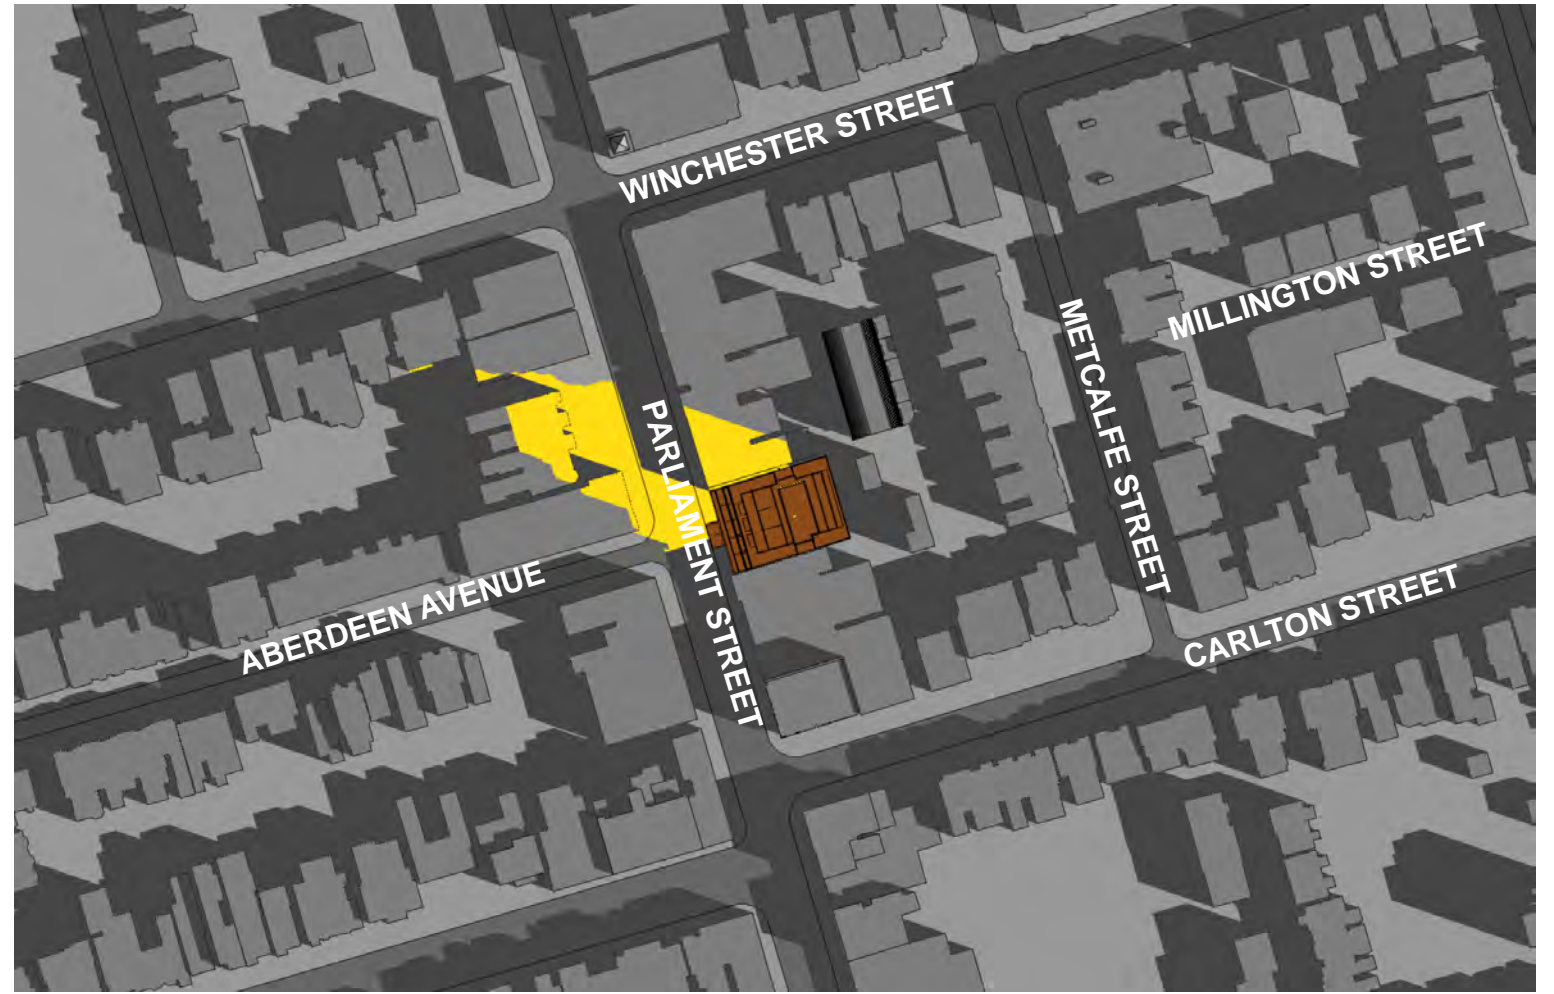 WINCHESTER STREET
MILLINGTON STREET
METCALFE STREET
PARLIAMENT STREET
ABERDEEN AVENUE
CARLTON STREET